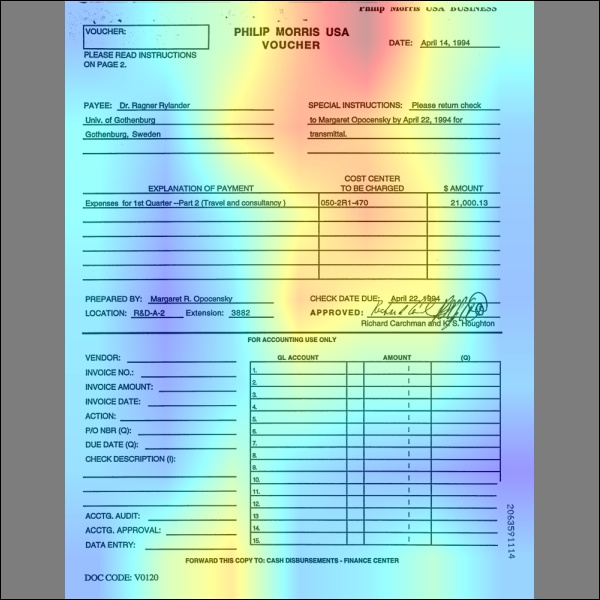 Philip Morris USA BUSINESS
VOUCHER:
PHILIP MORRIS USA
VOUCHER
DATE: April 14, 1994
PLEASE READ INSTRUCTIONS
ON PAGE 2.
PAYEE: Dr. Ragner Rylander
SPECIAL INSTRUCTIONS: Please return check
Univ. of Gothenburg
to Margaret Opocensky by April 22, 1994 for
Gothenburg, Sweden
transmittal.
EXPLANATION OF PAYMENT
COST CENTER
TO BE CHARGED
$ AMOUNT
Expenses for 1st Quarter --Part 2 (Travel and consultancy )
050-2R1-470
21,000.13
PREPARED BY: Margaret R. Opocensky
CHECK DATE DUE: April 22, 1994
LOCATION: R&D-A-2 Extension: 3882
APPROVED:
Richard Carchman and K. S. Houghton
FOR ACCOUNTING USE ONLY
VENDOR:
GL ACCOUNT
AMOUNT
(Q)
INVOICE NO.:
INVOICE AMOUNT:
INVOICE DATE:
ACTION:
P/O NBR (Q):
DUE DATE (Q):
CHECK DESCRIPTION (I):
ACCTG. AUDIT:
ACCTG. APPROVAL:
DATA ENTRY:
1.
2.
3.
4.
5.
6.
7.
8.
9.
10.
11.
12.
13
14.
15.
2063591114
FORWARD THIS COPY TO: CASH DISBURSEMENTS - FINANCE CENTER
DOC CODE: V0120